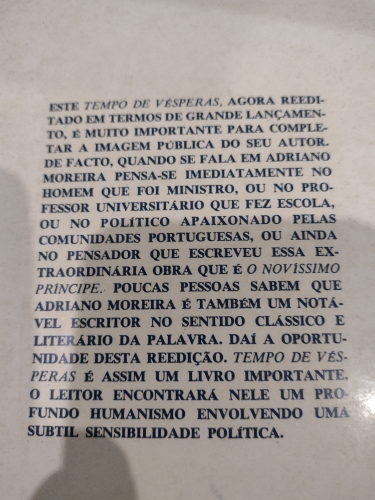 ESTE TEMPO DE VÉSPERAS, AGORA REEDI-
TADO EM TERMOS DE GRANDE LANÇAMEN-
TO, É MUITO IMPORTANTE PARA COMPLE-
TAR A IMAGEM PÚBLICA DO SEU AUTOR.
DE FACTO, QUANDO SE FALA EM ADRIANO
MOREIRA PENSA-SE IMEDIATAMENTE NO
HOMEM QUE FOI MINISTRO, OU NO PRO-
FESSOR UNIVERSITÁRIO QUE FEZ ESCOLA,
OU NO POLÍTICO APAIXONADO PELAS
COMUNIDADES PORTUGUESAS, OU AINDA
NO PENSADOR QUE ESCREVEU ESSA EX-
TRAORDINÁRIA OBRA QUE É O NOVÍSSIMO
PRÍNCIPE. POUCAS PESSOAS SABEM QUE
ADRIANO MOREIRA É TAMBÉM UM NOTÁ-
VEL ESCRITOR NO SENTIDO CLÁSSICO E
LITERÁRIO DA PALAVRA. DAÍ A OPORTU-
NIDADE DESTA REEDIÇÃO. TEMPO DE VÉS-
PERAS É ASSIM UM LIVRO IMPORTANTE.
O LEITOR ENCONTRARÁ NELE UM PRO-
FUNDO HUMANISMO ENVOLVENDO UMA
SUBTIL SENSIBILIDADE POLÍTICA.